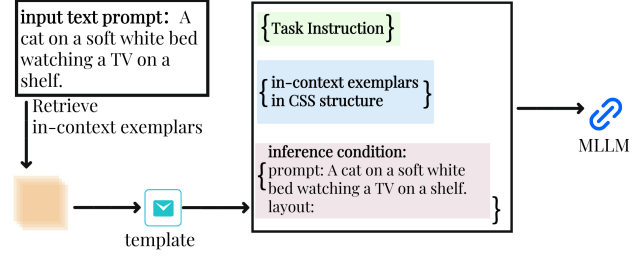 input text prompt: A
cat on a soft white bed
watching a TV on a
shelf.
Retrieve
in-context exemplars
template
{Task Instruction}
{in-context exemplars
in CSS structure}
inference condition:
{prompt: A cat on a soft white
bed watching a TV on a shelf.
layout: }
MLLM